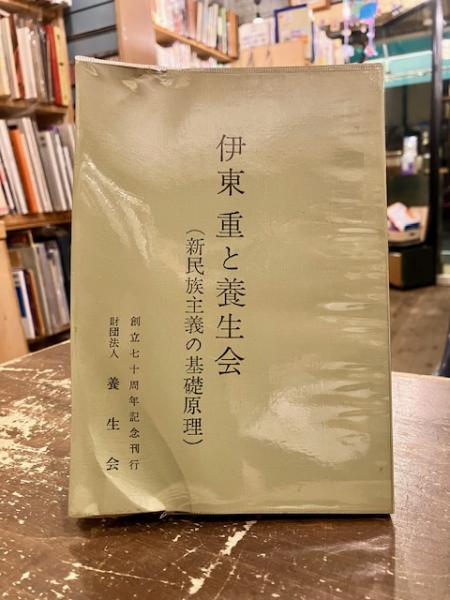 伊東 重と養生会
（新民族主義の基礎原理）
創立七十周年記念刊行
財団法人 養生会